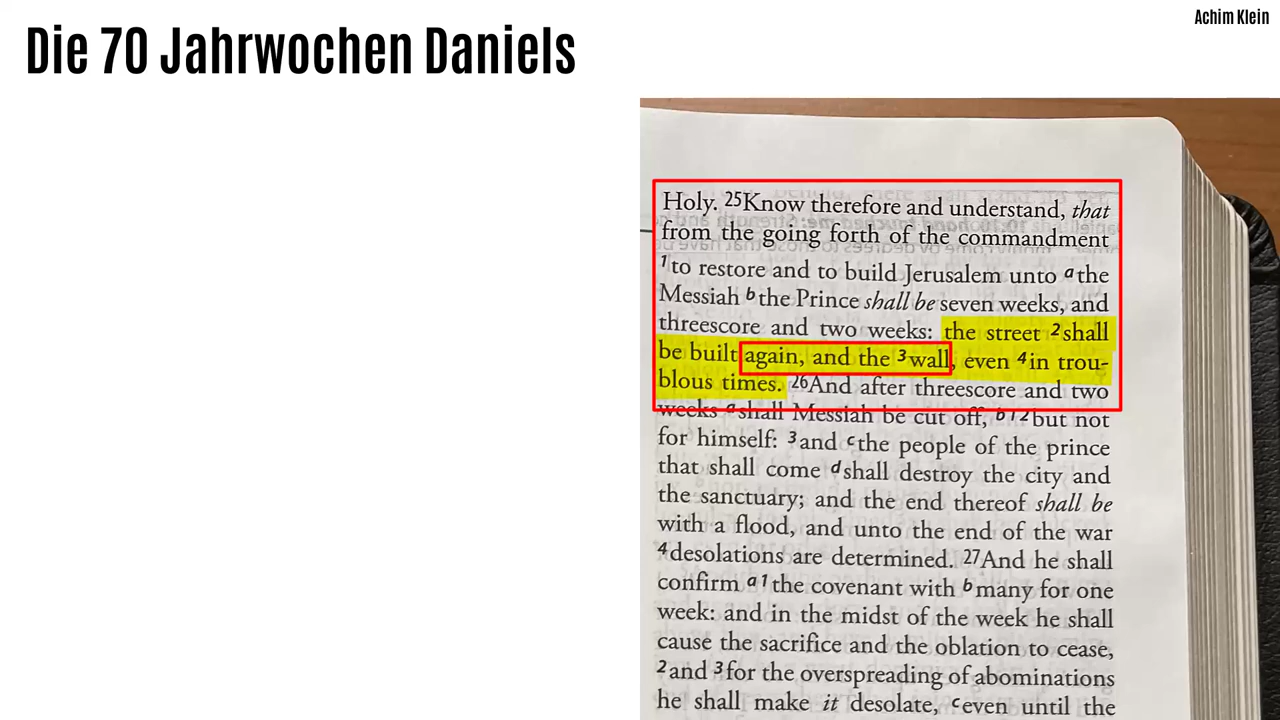 Achim Klein
Die 70 Jahrwochen Daniels
Holy. 25Know therefore and understand, that
from the going forth of the commandment
1to restore and to build Jerusalem unto athe
Messiah bthe Prince shall be seven weeks, and
threescore and two weeks: the street 2shall
be built again, and the 3wall, even 4in trou-
blous times. 26And after threescore and two
weeks ashall Messiah be cut off, b12but not
for himself: 3and cthe people of the prince
that shall come dshall destroy the city and
the sanctuary; and the end thereof shall be
with a flood, and unto the end of the war
4desolations are determined. 27And he shall
confirm a1the covenant with bmany for one
week: and in the midst of the week he shall
cause the sacrifice and the oblation to cease,
2and 3for the overspreading of abominations
he shall make it desolate, ceven until the